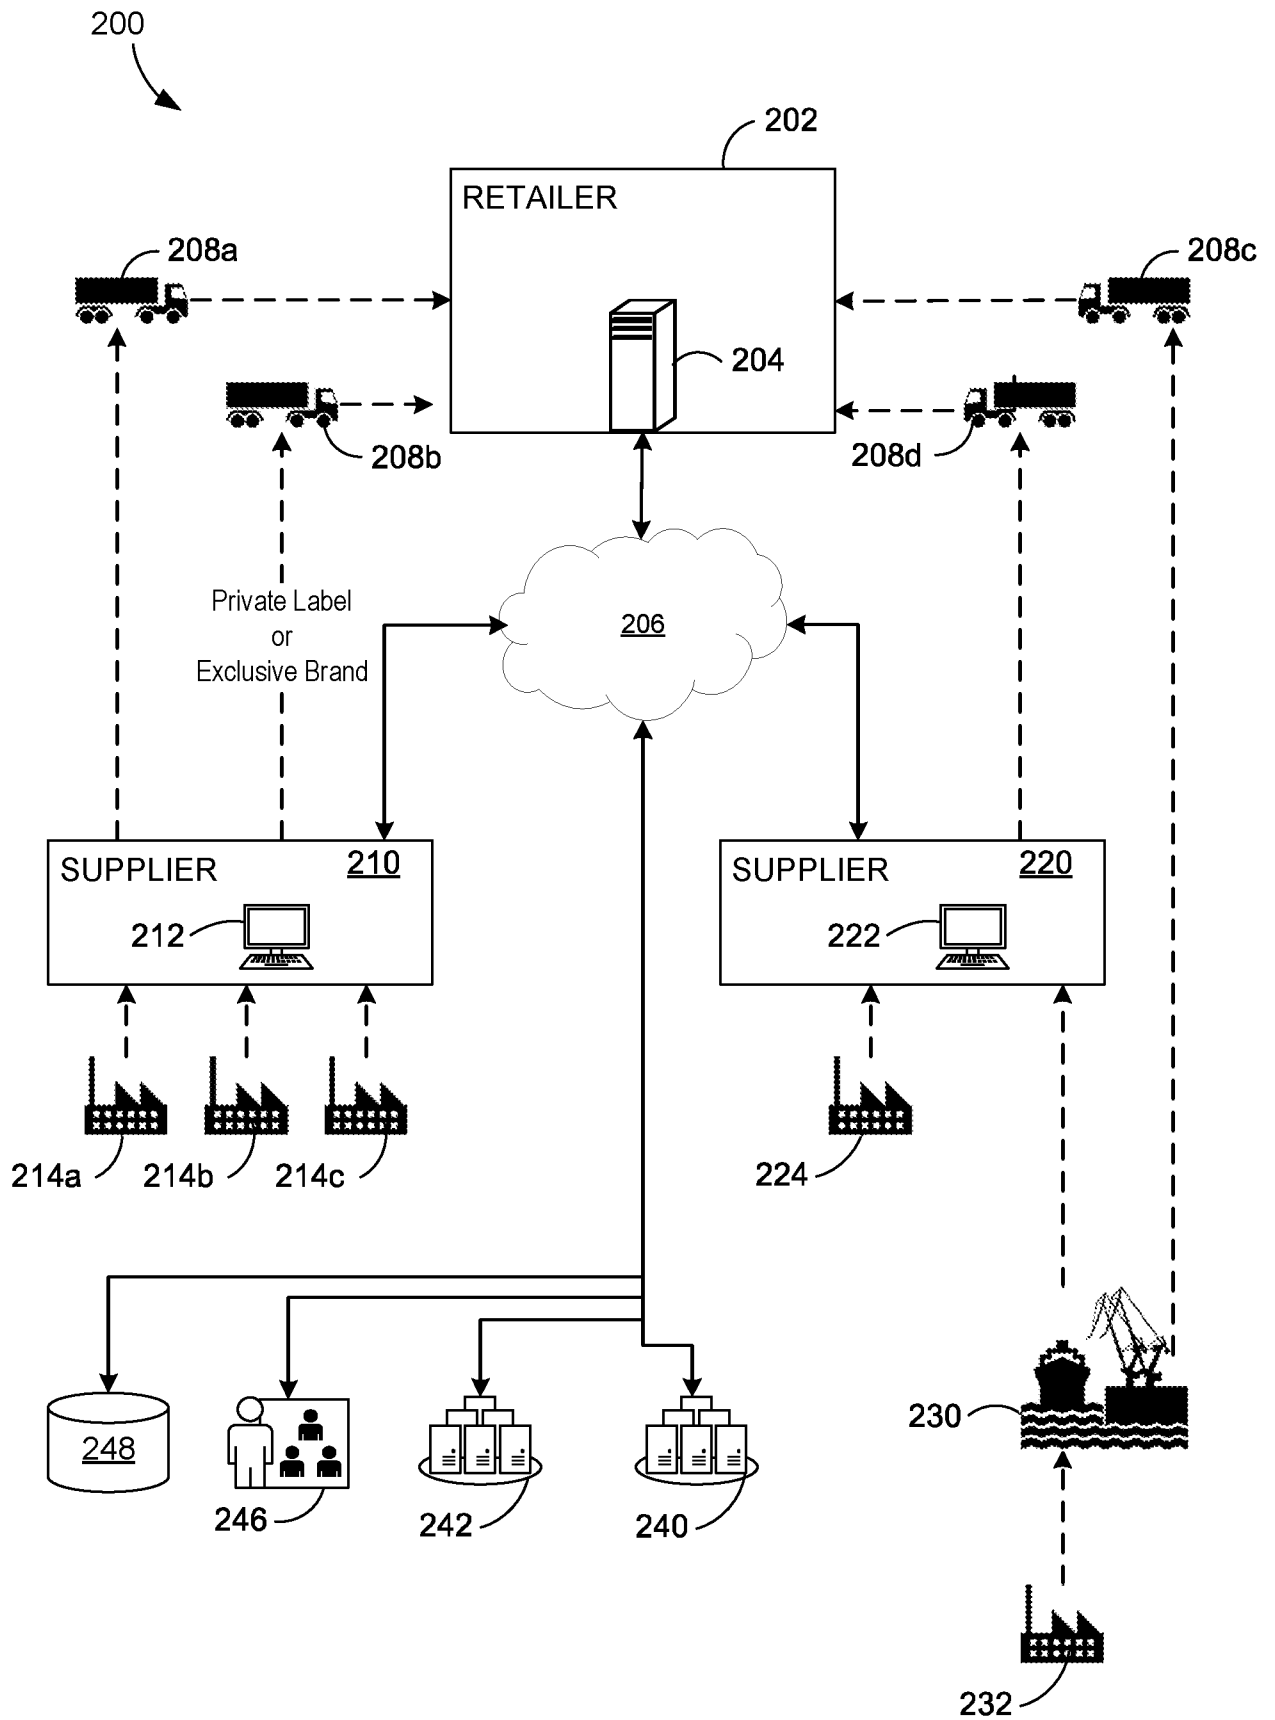 200
202
RETAILER
208a
208c
204
208b
208d
Private Label
or
Exclusive Brand
206
SUPPLIER
210
SUPPLIER
220
212
222
214a
214b
214c
224
230
248
246
242
240
232